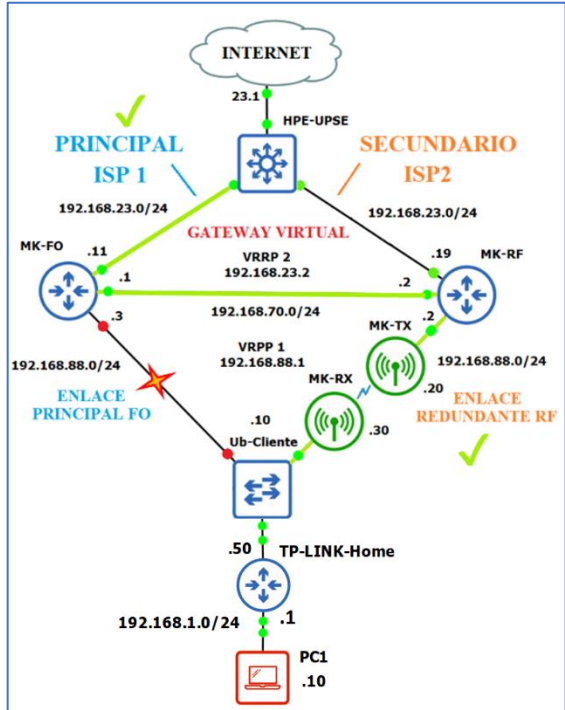 INTERNET
23.1
HPE-UPSE
PRINCIPAL
ISP 1
SECUNDARIO
ISP2
192.168.23.0/24
192.168.23.0/24
GATEWAY VIRTUAL
MK-FO
.11
VRRP 2
192.168.23.2
.19
MK-RF
.1
.2
.3
192.168.70.0/24
.2
MK-TX
192.168.88.0/24
VRPP 1
192.168.88.1
192.168.88.0/24
MK-RX
.20
ENLACE
PRINCIPAL FO
ENLACE
REDUNDANTE RF
.10
.30
Ub-Cliente
.50
TP-LINK-Home
192.168.1.0/24
.1
PC1
.10